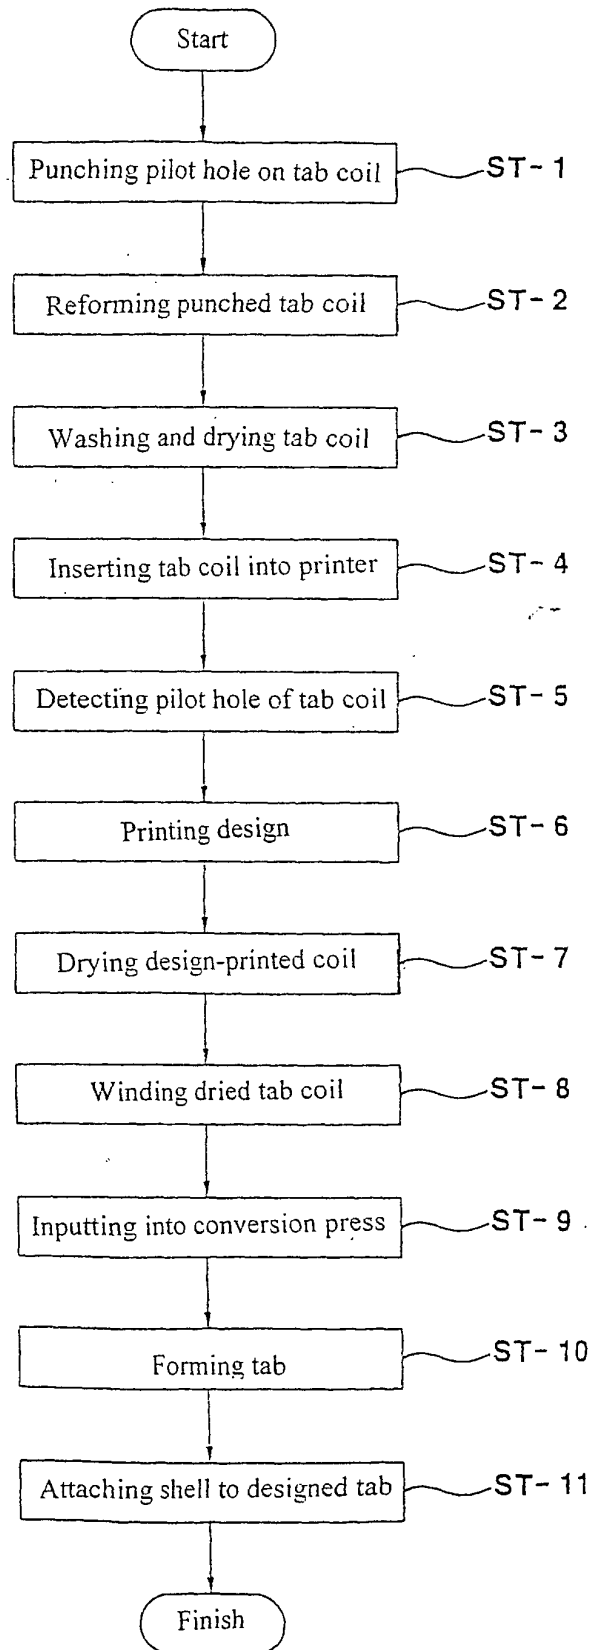 Start
Punching pilot hole on tab coil ST-1
Reforming punched tab coil ST-2
Washing and drying tab coil ST-3
Inserting tab coil into printer ST-4
Detecting pilot hole of tab coil ST-5
Printing design ST-6
Drying design-printed coil ST-7
Winding dried tab coil ST-8
Inputting into conversion press ST-9
Forming tab ST-10
Attaching shell to designed tab ST-11
Finish